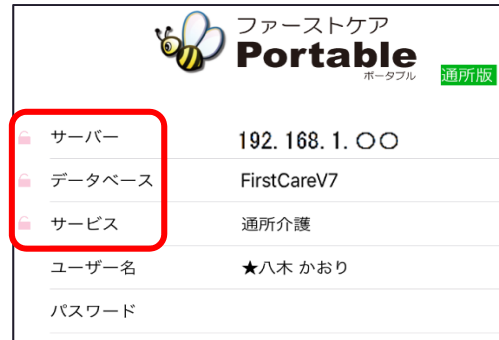 ファーストケア
Portable
ポータブル
通所版
サーバー 192. 168. 1. 〇〇
データベース FirstCareV7
サービス 通所介護
ユーザー名 ★八木 かおり
パスワード